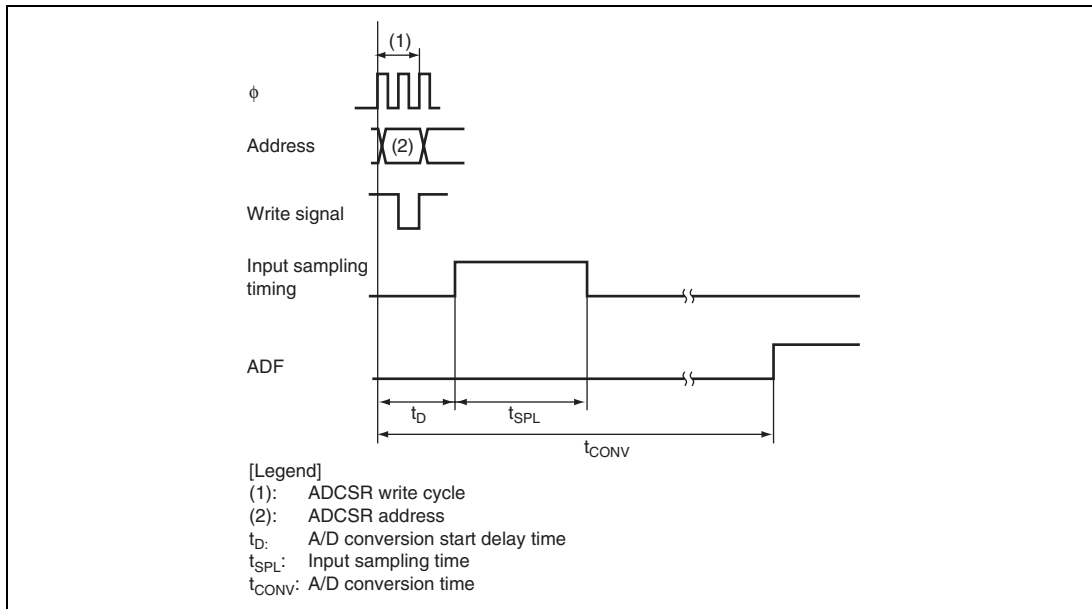 (1)
ϕ
Address
(2)
Write signal
Input sampling
timing
ADF
tD
tSPL
tCONV
[Legend]
(1): ADCSR write cycle
(2): ADCSR address
tD: A/D conversion start delay time
tSPL: Input sampling time
tCONV: A/D conversion time